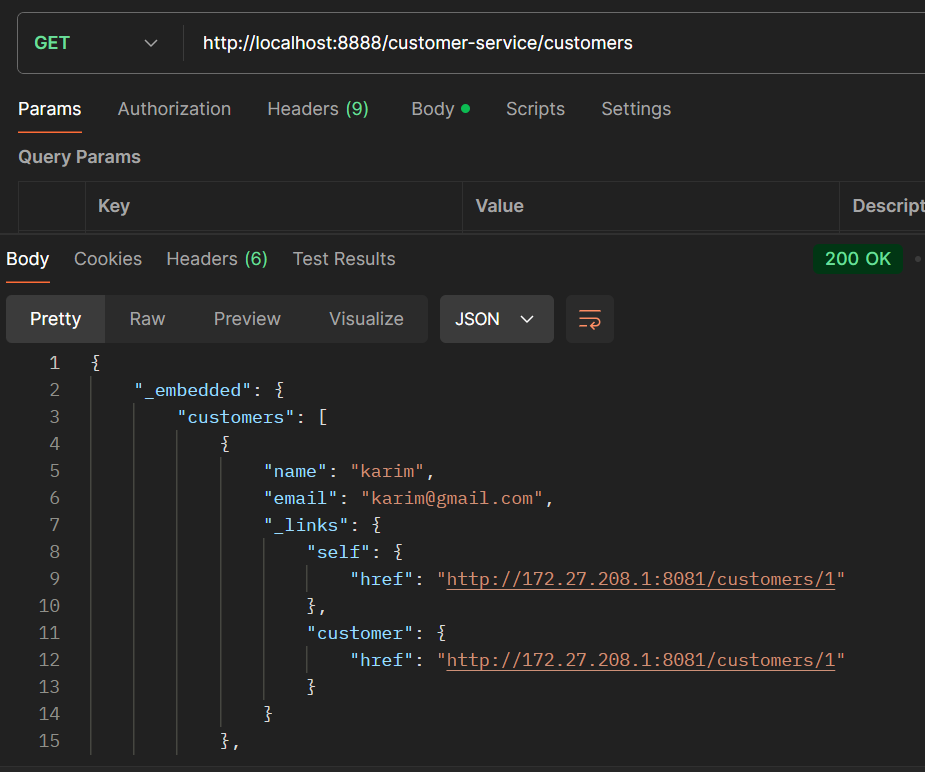 GET http://localhost:8888/customer-service/customers
Params Authorization Headers (9) Body Scripts Settings
Query Params
Key Value Descript
Body Cookies Headers (6) Test Results 200 OK
Pretty Raw Preview Visualize JSON
1 {
2 "_embedded": {
3 "customers": [
4 {
5 "name": "karim",
6 "email": "karim@gmail.com",
7 "_links": {
8 "self": {
9 "href": "http://172.27.208.1:8081/customers/1"
10 },
11 "customer": {
12 "href": "http://172.27.208.1:8081/customers/1"
13 }
14 }
15 },